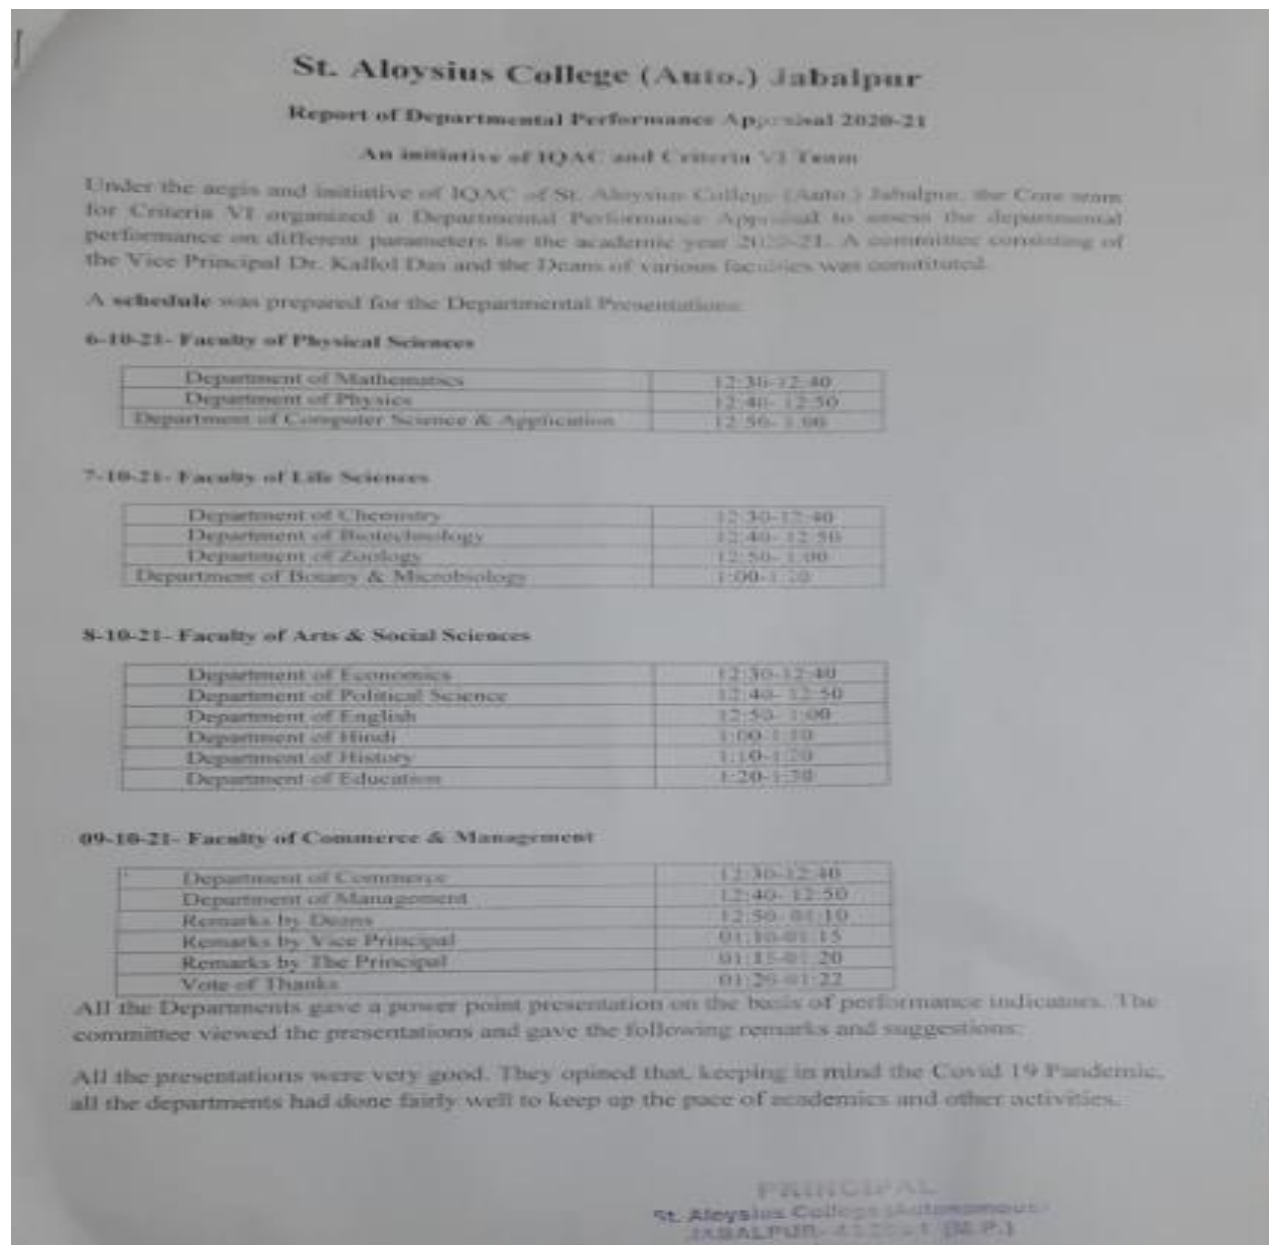 St. Aloysius College (Auto.) Jabalpur
Report of Departmental Performance Appraisal 2020-21
An initiative of IQAC and Criteria VI Team
Under the aegis and initiative of IQAC of St. Aloysius College (Auto.) Jabalpur, the Core team
for Criteria VI organized a Departmental Performance Appraisal to assess the departmental
performance on different parameters for the academic year 2020-21. A committee consisting of
the Vice Principal Dr. Kallol Das and the Deans of various faculties was constituted.
A schedule was prepared for the Departmental Presentations:
6-10-21- Faculty of Physical Sciences
Department of Mathematics 12:30-12:40
Department of Physics 12:40- 12:50
Department of Computer Science & Application 12:50- 1:00
7-10-21- Faculty of Life Sciences
Department of Chemistry 12:30-12:40
Department of Biotechnology 12:40- 12:50
Department of Zoology 12:50- 1:00
Department of Botany & Microbiology
8-10-21- Faculty of Arts & Social Sciences
Department of Economics 12:30-12:40
Department of Political Science 12:40- 12:50
Department of English 12:50- 1:00
Department of Hindi 1:00-1:10
Department of History 1:10-1:20
Department of Education 1:20-1:30
09-10-21- Faculty of Commerce & Management
Department of Commerce 12:30-12:40
Department of Management 12:40- 12:50
Remarks by Deans 12:50- 01:10
Remarks by Vice Principal 01:10-01:15
Remarks by The Principal 01:15-01:20
Vote of Thanks 01:20-01:22
All the Departments gave a power point presentation on the basis of performance indicators. The
committee viewed the presentations and gave the following remarks and suggestions:
All the presentations were very good. They opined that, keeping in mind the Covid 19 Pandemic,
all the departments had done fairly well to keep up the pace of academics and other activities.
PRINCIPAL
St. Aloysius College (Autonomous)
JABALPUR- (M.P.)